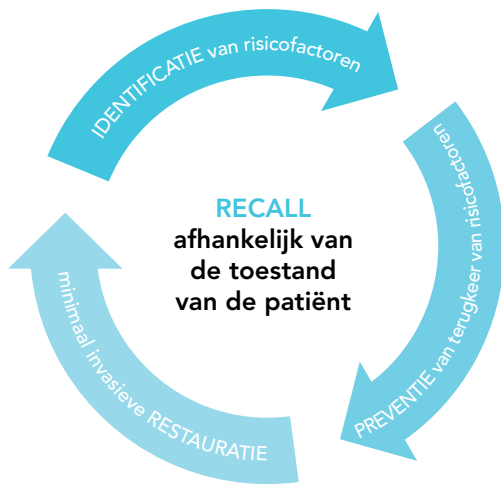 IDENTIFICATIE van risicofactoren
PREVENTIE van terugkeer van risicofactoren
minimaal invasieve RESTAURATIE
RECALL
afhankelijk van
de toestand
van de patiënt